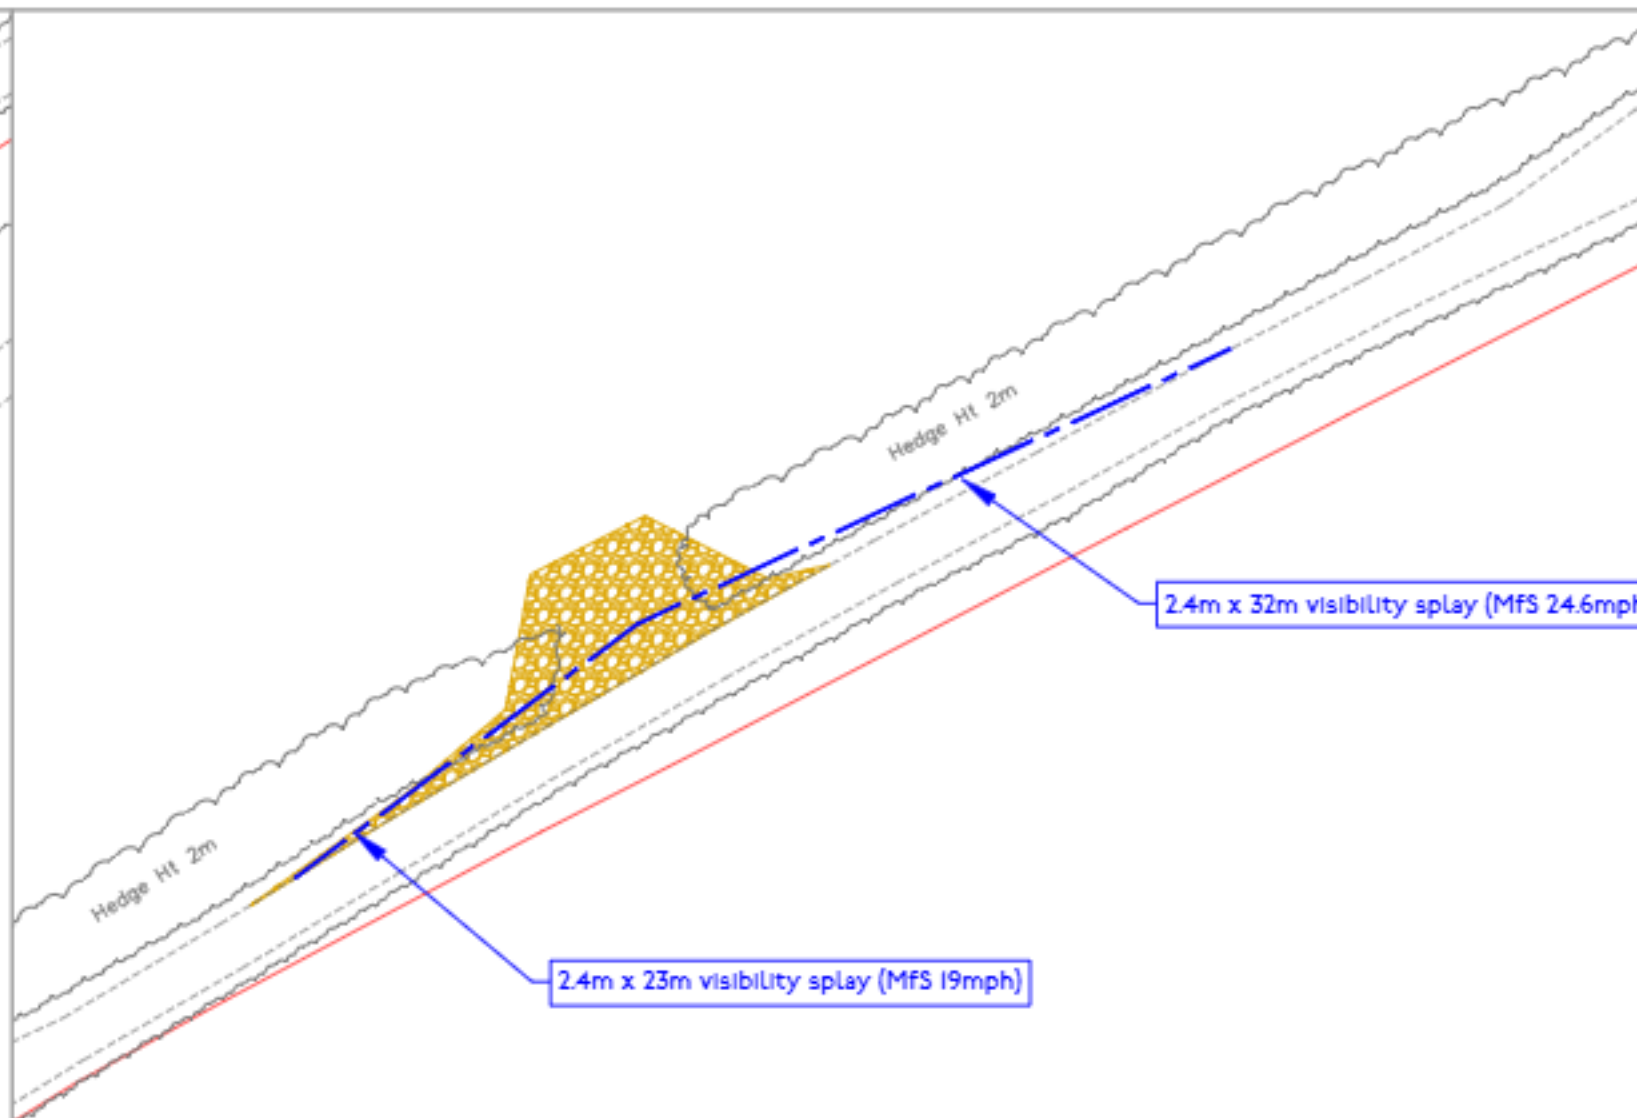 Hedge Ht 2m
2.4m x 32m visibility splay (MfS 24.6mph
Hedge Ht 2m
2.4m x 23m visibility splay (MfS 19mph)